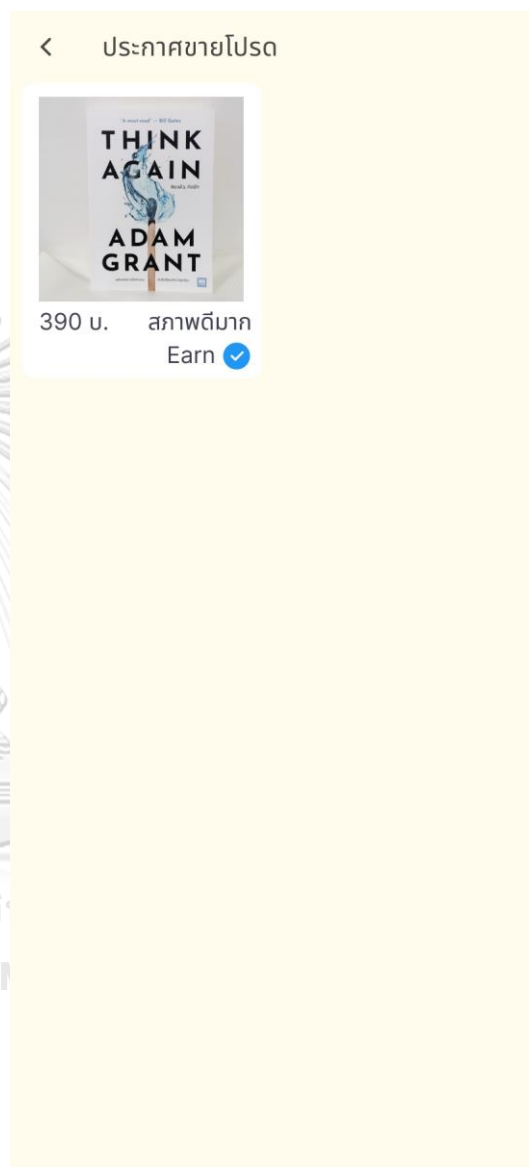 ประกาศขายโปรด
"A must read" — Bill Gates
THINK
AGAIN
ADAM
GRANT
390 บ. สภาพดีมาก
Earn